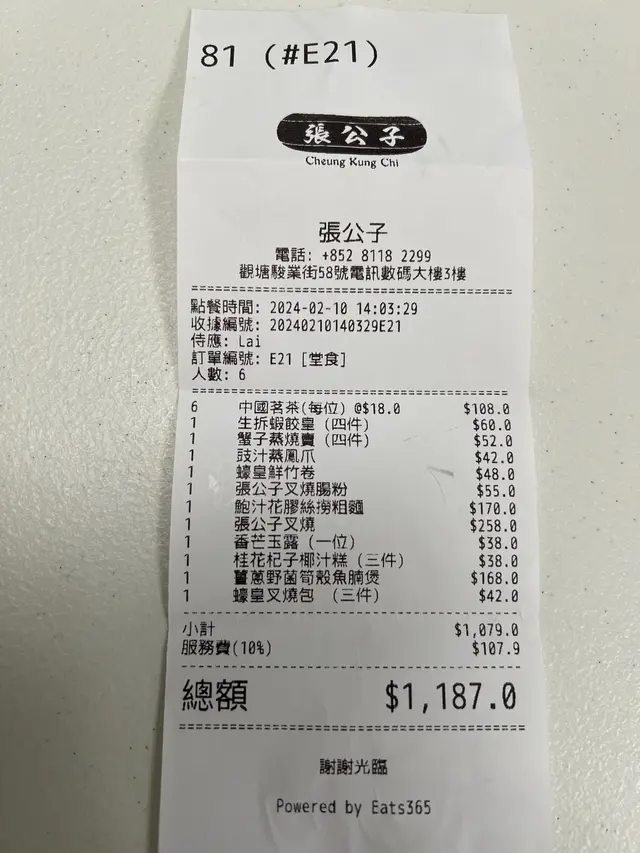 81 (#E21)
張公子
Cheung Kung Chi
張公子
電話: +852 8118 2299
觀塘駿業街58號電訊數碼大樓3樓
點餐時間: 2024-02-10 14:03:29
收據編號: 20240210140329E21
侍應: Lai
訂單編號: E21 [堂食]
人數: 6
6 中國茗茶(每位) @$18.0 $108.0
1 生拆蝦餃皇 (四件) $60.0
1 蟹子蒸燒賣 (四件) $52.0
1 豉汁蒸鳳爪 $42.0
1 蠔皇鮮竹卷 $48.0
1 張公子叉燒腸粉 $55.0
1 鮑汁花膠絲撈粗麵 $170.0
1 張公子叉燒 $258.0
1 香芒玉露 (一位) $38.0
1 桂花杞子椰汁糕 (三件) $38.0
1 薑蔥野菌筍殼魚腩煲 $168.0
1 蠔皇叉燒包 (三件) $42.0
小計 $1,079.0
服務費(10%) $107.9
總額 $1,187.0
謝謝光臨
Powered by Eats365